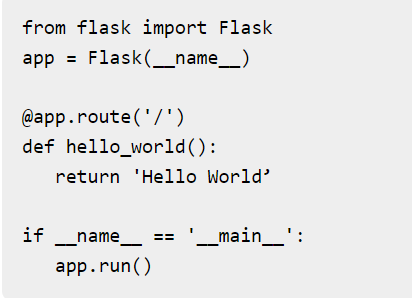 from flask import Flask
app = Flask(__name__)
@app.route('/')
def hello_world():
return 'Hello World’
if __name__ == '__main__':
app.run()